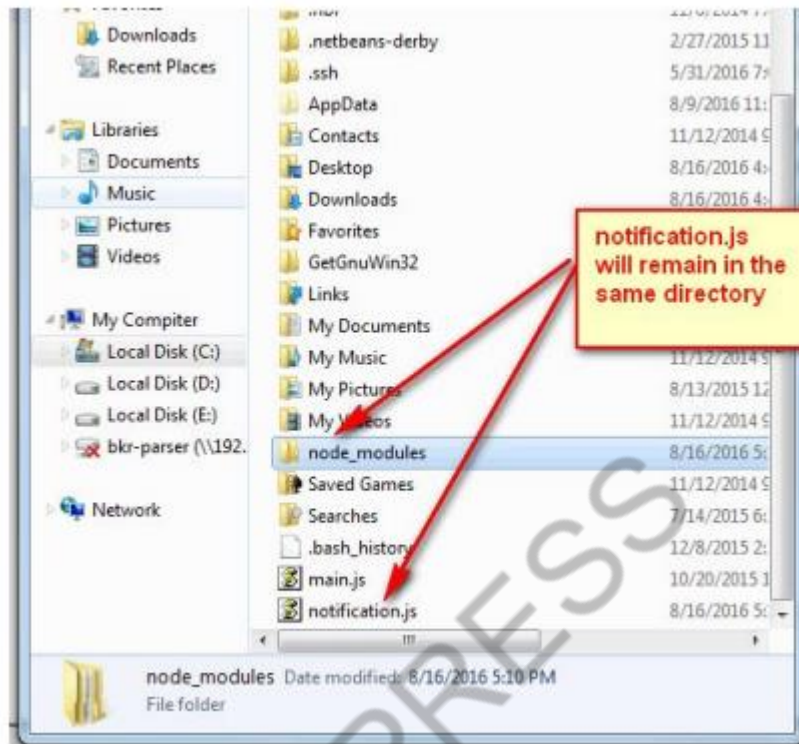 Downloads
Recent Places
Libraries
Documents
Music
Pictures
Videos
My Compiter
Local Disk (C:)
Local Disk (D:)
Local Disk (E:)
bkr-parser (\\192.
Network
.netbeans-derby 2/27/2015 11
.ssh 5/31/2016 7:
AppData 8/9/2016 11:
Contacts 11/12/2014 9
Desktop 8/16/2016 4:
Downloads 8/16/2016 4:
Favorites
GetGnuWin32
Links
My Documents
My Music 11/12/2014 9
My Pictures 8/13/2015 12
My Videos 11/12/2014 9
node_modules 8/16/2016 5:
Saved Games 11/12/2014 9
Searches 7/14/2015 6:
.bash_history 12/8/2015 2:
main.js 10/20/2015 1
notification.js 8/16/2016 5:
notification.js
will remain in the
same directory
node_modules Date modified: 8/16/2016 5:10 PM
File folder
PRESS